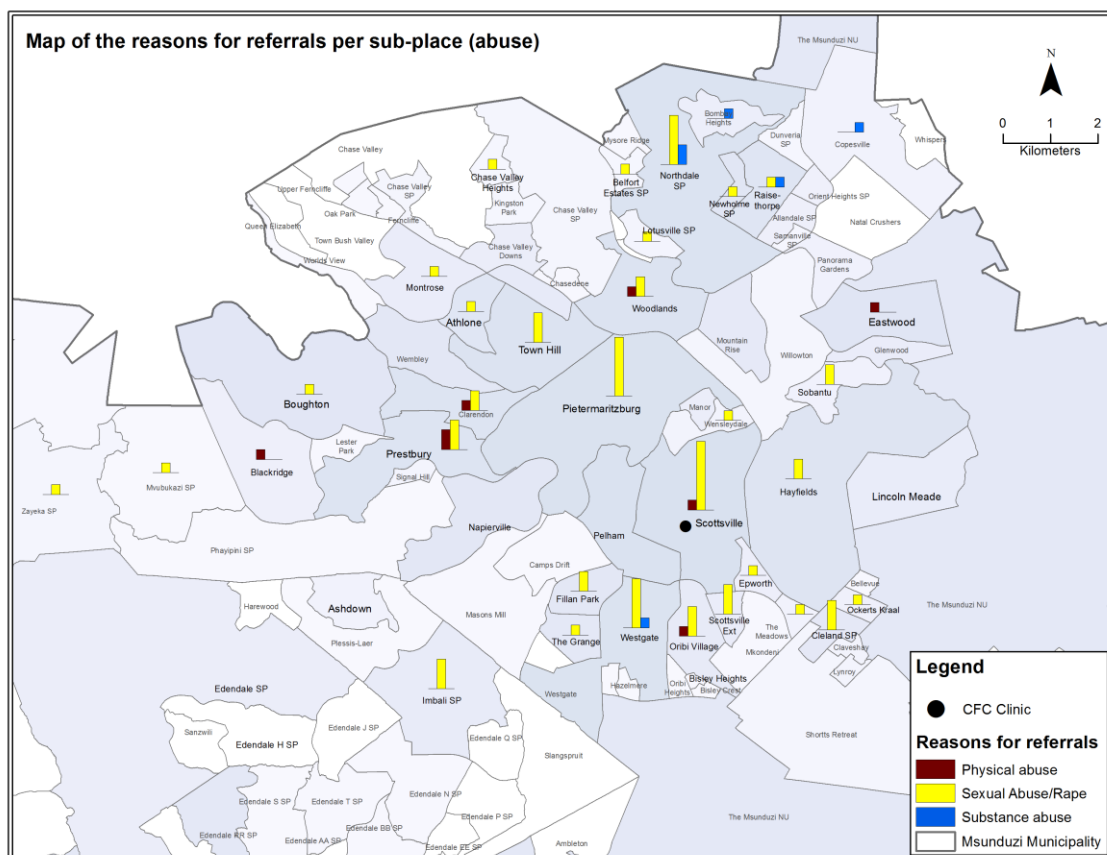 Map of the reasons for referrals per sub-place (abuse)
The Msunduzi NU
N
0 1 2
Kilometers
Chase Valley
Mysore Ridge
Dunveria SP
Copesville
Whispers
Upper Ferncliffe
Chase Valley SP
Chase Valley Heights
Belfort Estates SP
Northdale SP
Newholme SP
Raise-thorpe
Orient Heights SP
Oak Park
Kingston Park
Queen Elizabeth
Ferncliffe
Chase Valley SP
Lotusville SP
Allandale SP
Natal Crushers
Town Bush Valley
Worlds View
Chase Valley Downs
Panorama Gardens
Montrose
Chasedene
Woodlands
Athlone
Town Hill
Eastwood
Mountain Rise
Willowton
Glenwood
Wembley
Sobantu
Boughton
Pietermaritzburg
Clarendon
Manor
Wensleydale
Lester Park
Prestbury
Blackridge
Signal Hill
Mvubukazi SP
Hayfields
Lincoln Meade
Zayeka SP
Scottsville
Napierville
Pelham
Phayipini SP
Camps Drift
Epworth
Bellevue
Fillan Park
Harewood
Ashdown
Masons Mill
Scottsville Ext
Ockerts Kraal
The Msunduzi NU
The Grange
Westgate
Oribi Village
The Meadows
Cleland SP
Plessis-Laer
Mkondeni
Claveshay
Lynroy
Edendale SP
Imbali SP
Westgate
Hazelmere
Oribi Heights
Bisley Heights
Bisley Crest
Sanzwili
Edendale H SP
Edendale J SP
Edendale Q SP
Slangspruit
Shortts Retreat
Edendale S SP
Edendale T SP
Edendale N SP
Edendale P SP
Edendale RR SP
Edendale AA SP
Edendale BB SP
Edendale EE SP
Ambleton
The Msunduzi NU
Legend
CFC Clinic
Reasons for referrals
Physical abuse
Sexual Abuse/Rape
Substance abuse
Msunduzi Municipality